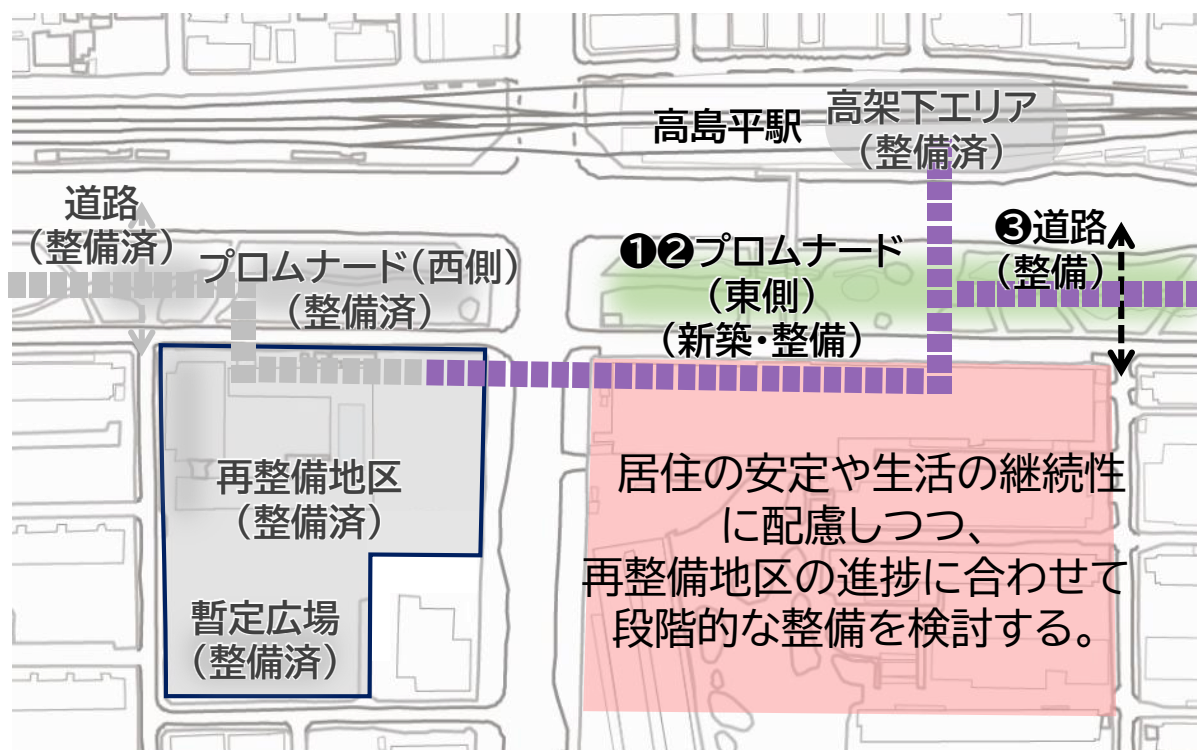 高島平駅
高架下エリア
(整備済)
道路
(整備済)
プロムナード(西側)
(整備済)
❶❷プロムナード
(東側)
(新築・整備)
❸道路
(整備)
再整備地区
(整備済)
暫定広場
(整備済)
居住の安定や生活の継続性
に配慮しつつ、
再整備地区の進捗に合わせて
段階的な整備を検討する。